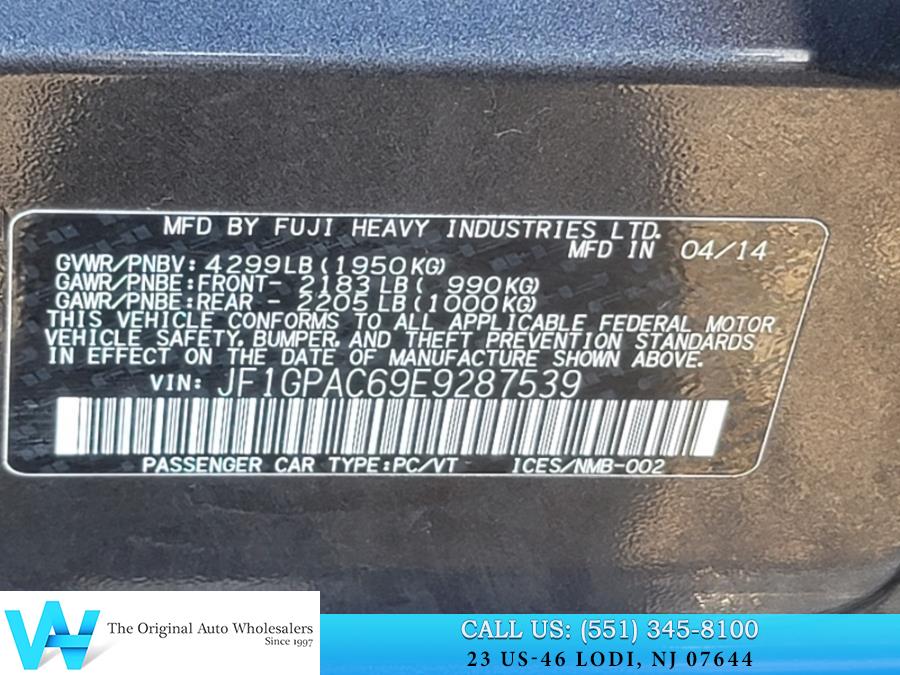 MFD BY FUJI HEAVY INDUSTRIES LTD.
MFD IN 04/14
GVWR/PNBV: 4299LB(1950KG)
GAWR/PNBE:FRONT- 2183LB( 990KG)
GAWR/PNBE:REAR - 2205LB(1000KG)
THIS VEHICLE CONFORMS TO ALL APPLICABLE FEDERAL MOTOR
VEHICLE SAFETY, BUMPER, AND THEFT PREVENTION STANDARDS
IN EFFECT ON THE DATE OF MANUFACTURE SHOWN ABOVE.
VIN: JF1GPAC69E9287539
PASSENGER CAR TYPE:PC/VT ICES/NMB-002
The Original Auto Wholesalers
Since 1997
CALL US: (551) 345-8100
23 US-46 LODI, NJ 07644